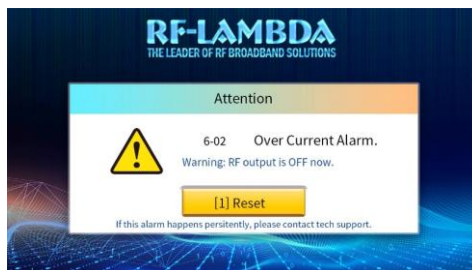 RF-LAMBDA
THE LEADER OF RF BROADBAND SOLUTIONS
Attention
6-02 Over Current Alarm.
Warning: RF output is OFF now.
[1] Reset
If this alarm happens persitently, please contact tech support.